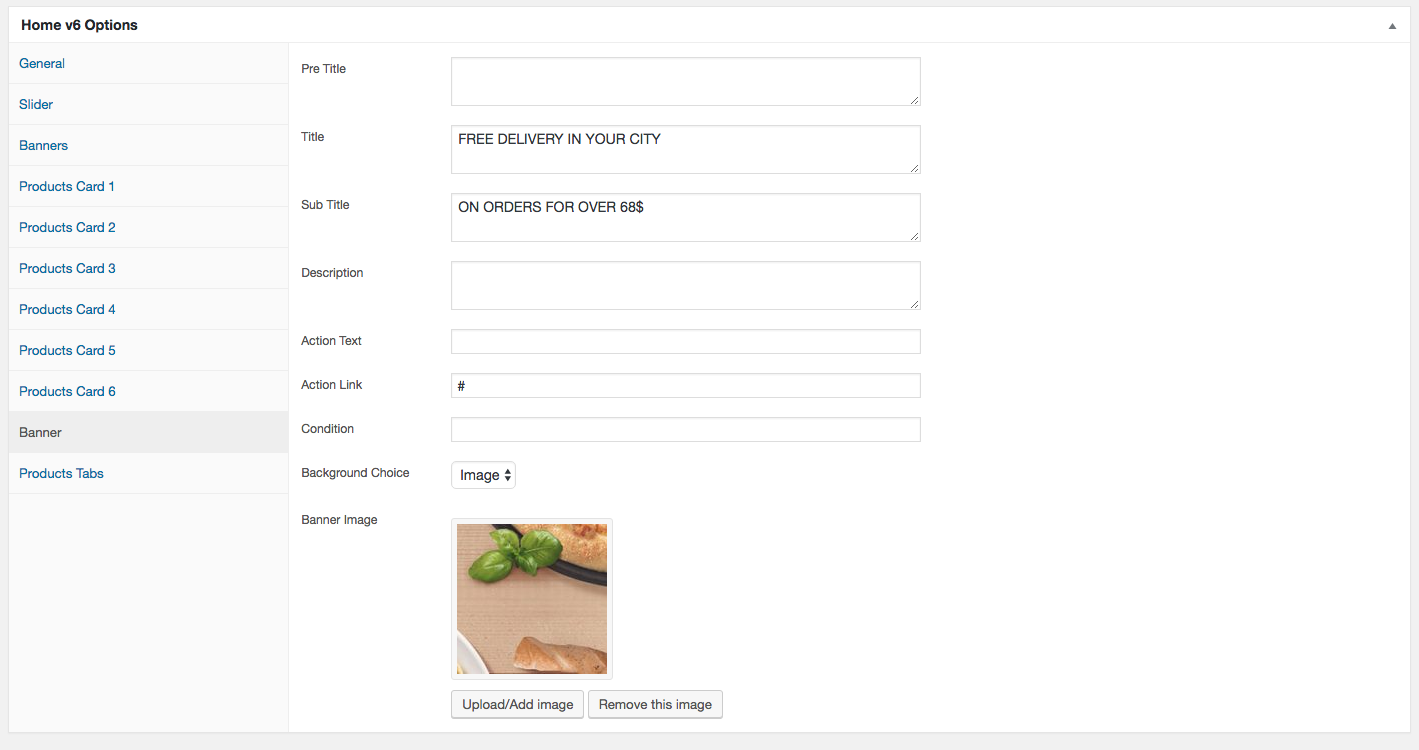 Home v6 Options
General
Slider
Banners
Products Card 1
Products Card 2
Products Card 3
Products Card 4
Products Card 5
Products Card 6
Banner
Products Tabs
Pre Title
Title
FREE DELIVERY IN YOUR CITY
Sub Title
ON ORDERS FOR OVER 68$
Description
Action Text
Action Link
#
Condition
Background Choice
Image
Banner Image
Upload/Add image
Remove this image